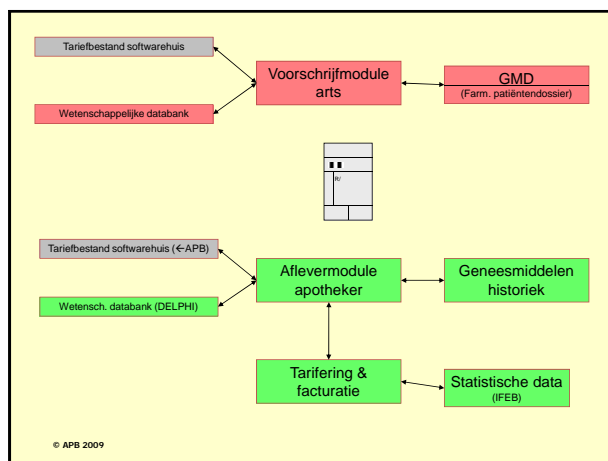 Tariefbestand softwarehuis
Voorschrijfmodule
arts
GMD
(Farm. patiëntendossier)
Wetenschappelijke databank
R/
Tariefbestand softwarehuis (←APB)
Aflevermodule
apotheker
Geneesmiddelen
historiek
Wetensch. databank (DELPHI)
Tarifering &
facturatie
Statistische data
(IFEB)
© APB 2009